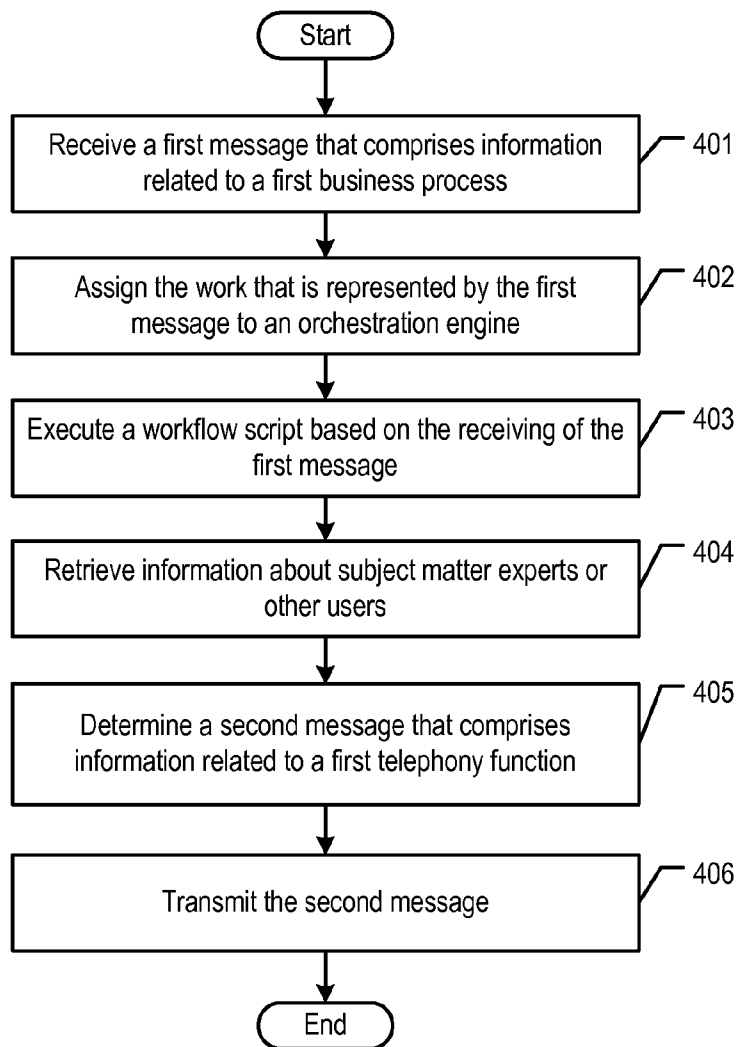 Start
Receive a first message that comprises information
related to a first business process
401
Assign the work that is represented by the first
message to an orchestration engine
402
Execute a workflow script based on the receiving of the
first message
403
Retrieve information about subject matter experts or
other users
404
Determine a second message that comprises
information related to a first telephony function
405
Transmit the second message
406
End